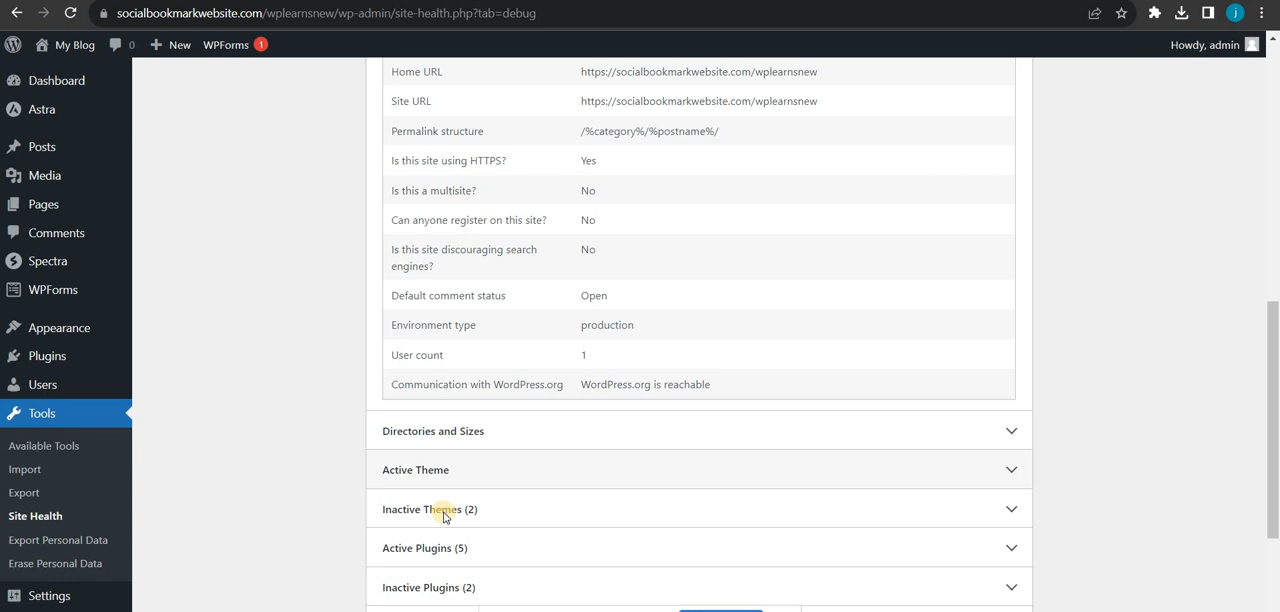 socialbookmarkwebsite.com/wplearnsnew/wp-admin/site-health.php?tab=debug
j
My Blog 0 New WPForms 1
Howdy, admin
Dashboard
Astra
Posts
Media
Pages
Comments
Spectra
WPForms
Appearance
Plugins
Users
Tools
Available Tools
Import
Export
Site Health
Export Personal Data
Erase Personal Data
Settings
Home URL https://socialbookmarkwebsite.com/wplearnsnew
Site URL https://socialbookmarkwebsite.com/wplearnsnew
Permalink structure /%category%/%postname%/
Is this site using HTTPS? Yes
Is this a multisite? No
Can anyone register on this site? No
Is this site discouraging search No
engines?
Default comment status Open
Environment type production
User count 1
Communication with WordPress.org WordPress.org is reachable
Directories and Sizes
Active Theme
Inactive Themes (2)
Active Plugins (5)
Inactive Plugins (2)